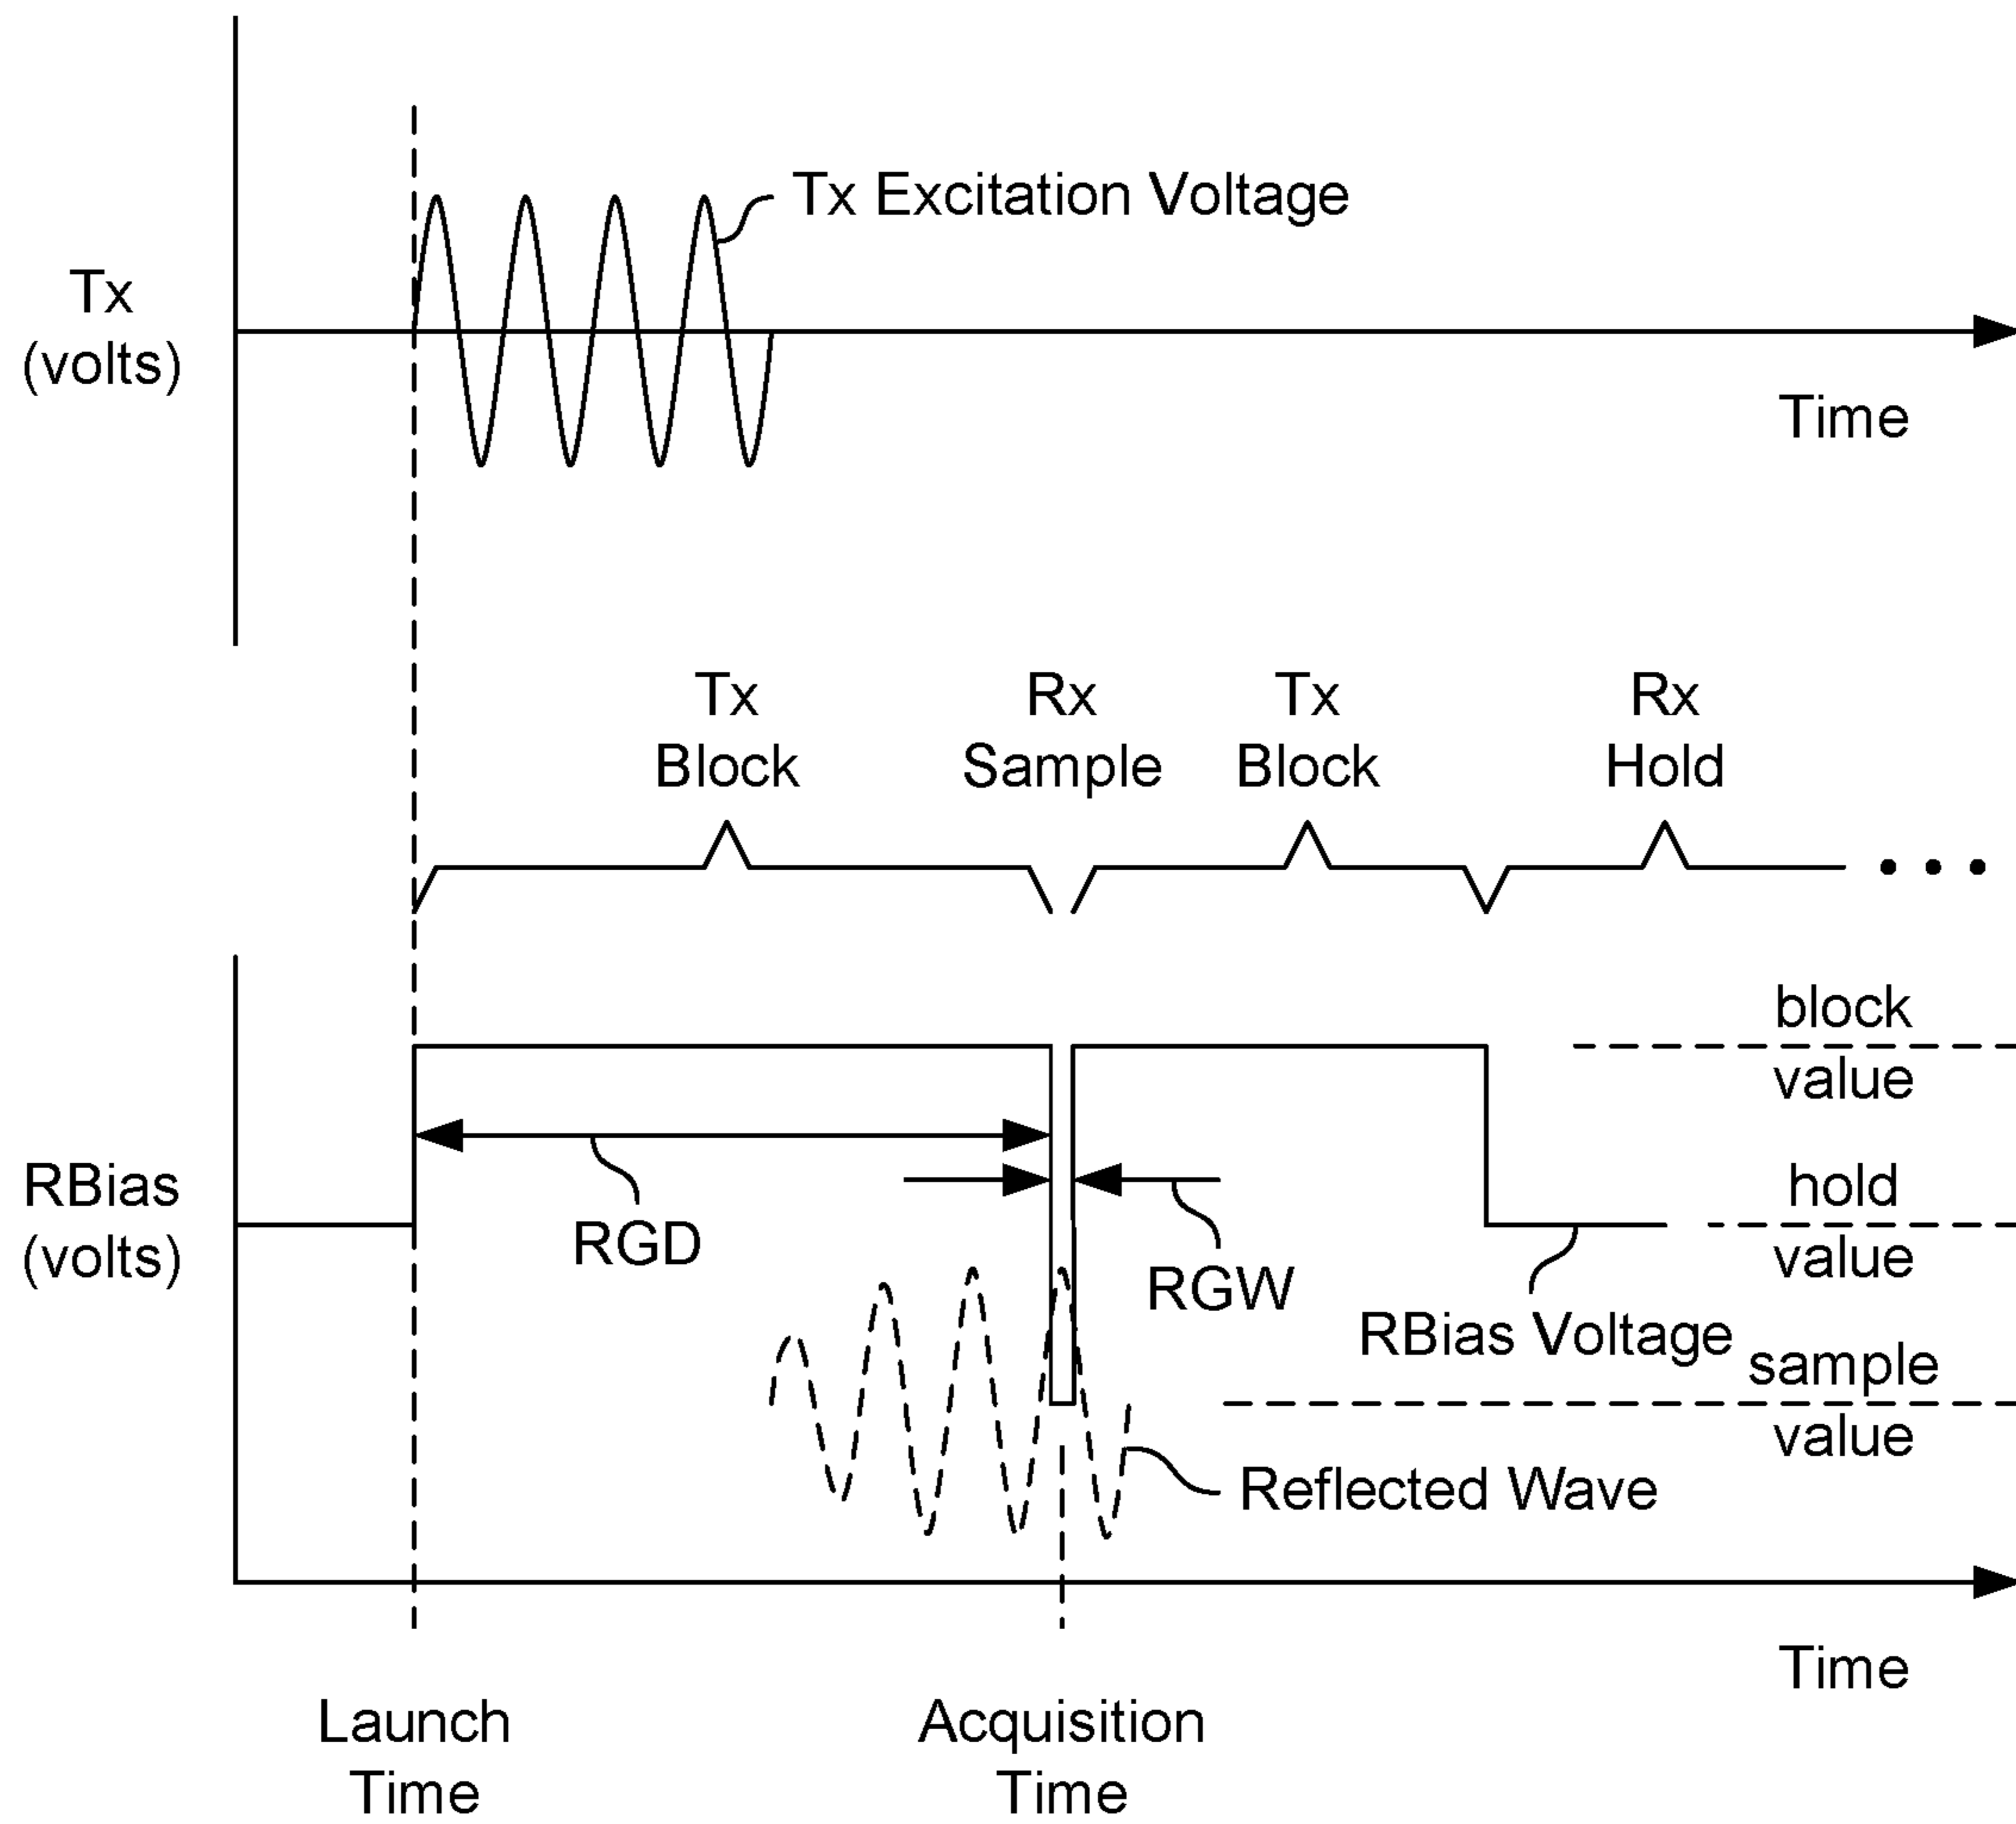 Tx Excitation Voltage
Tx
(volts)
Time
Tx
Block
Rx
Sample
Tx
Block
Rx
Hold
block
value
RBias
(volts)
RGD
RGW
hold
value
RBias Voltage
sample
value
Reflected Wave
Time
Launch
Time
Acquisition
Time